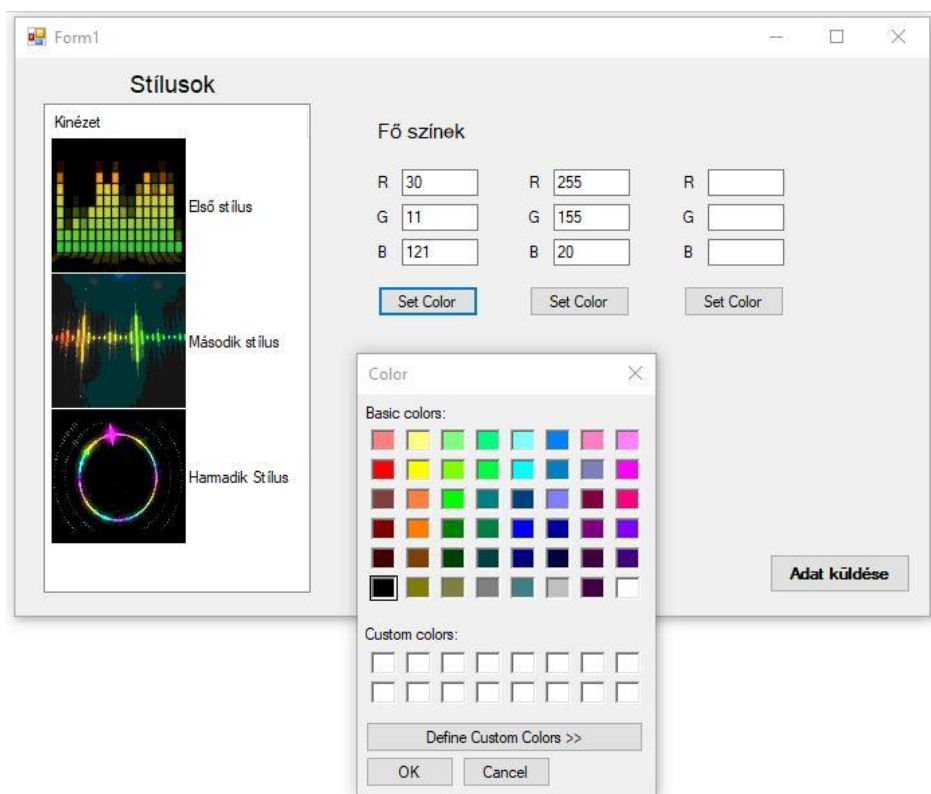 Form1
Stílusok
Kinézet
Első stílus
Második stílus
Harmadik Stílus
Fő színek
R 30 R 255 R
G 11 G 155 G
B 121 B 20 B
Set Color Set Color Set Color
Adat küldése
Color
Basic colors:
Custom colors:
Define Custom Colors >>
OK Cancel